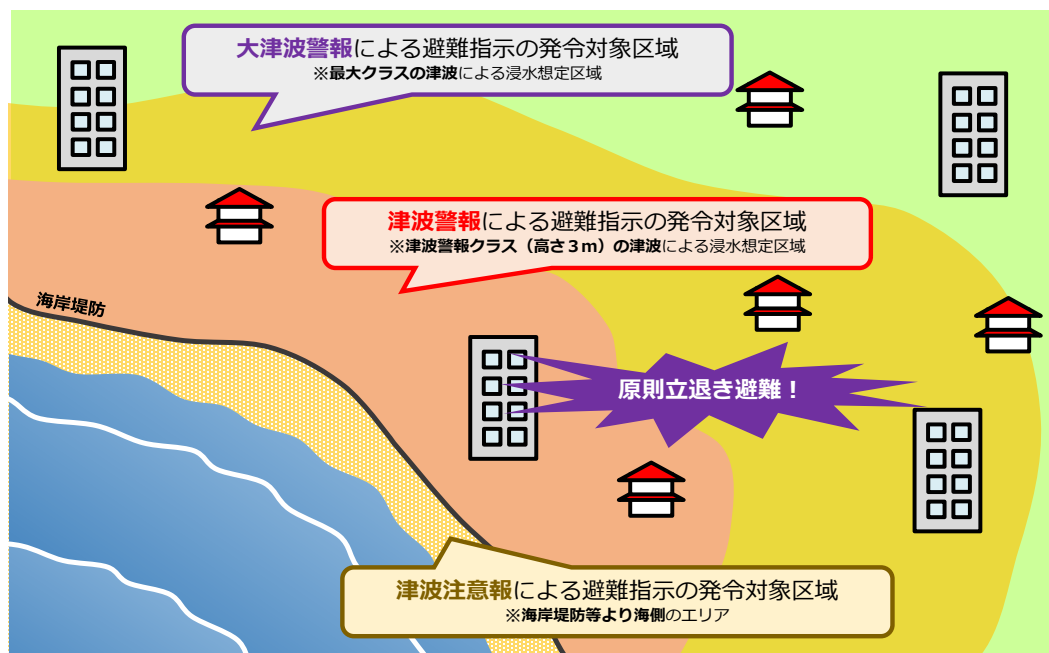 大津波警報による避難指示の発令対象区域
※最大クラスの津波による浸水想定区域
津波警報による避難指示の発令対象区域
※津波警報クラス（高さ３ｍ）の津波による浸水想定区域
海岸堤防
原則立退き避難！
津波注意報による避難指示の発令対象区域
※海岸堤防等より海側のエリア